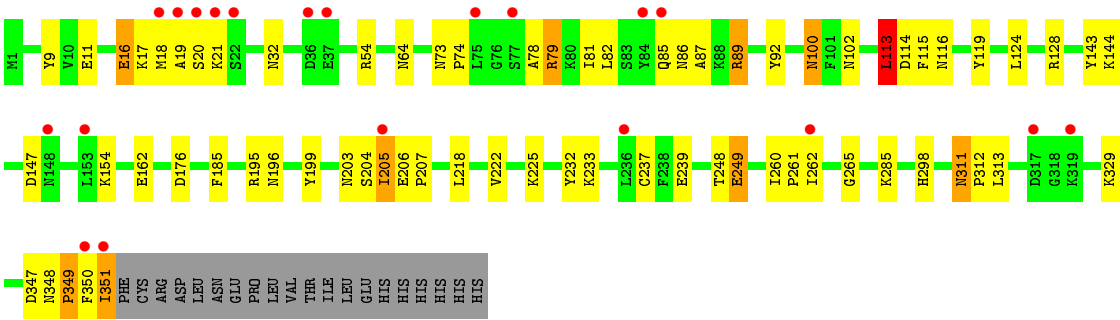 M1 Y9 V10 E11 E16 K17 M18 A19 S20 K21 S22 N32 D36 E37 R54 N64 N73 P74 L75 G76 S77 A78 R79 K80 I81 L82 S83 Y84 Q85 N86 A87 K88 R89 Y92 N100 F101 N102 L113 D114 F115 N116 Y119 L124 R128 Y143 K144
D147 N148 L153 K154 E162 D176 F185 R195 N196 Y199 N203 S204 I205 E206 P207 L218 V222 K225 Y232 K233 L236 C237 F238 E239 T248 E249 I260 P261 I262 G265 K285 H298 N311 P312 L313 D317 G318 K319 K329
D347 N348 P349 F350 I351 PHE CYS ARG ASP LEU ASN GLU PRO LEU VAL THR ILE LEU GLU HIS HIS HIS HIS HIS HIS